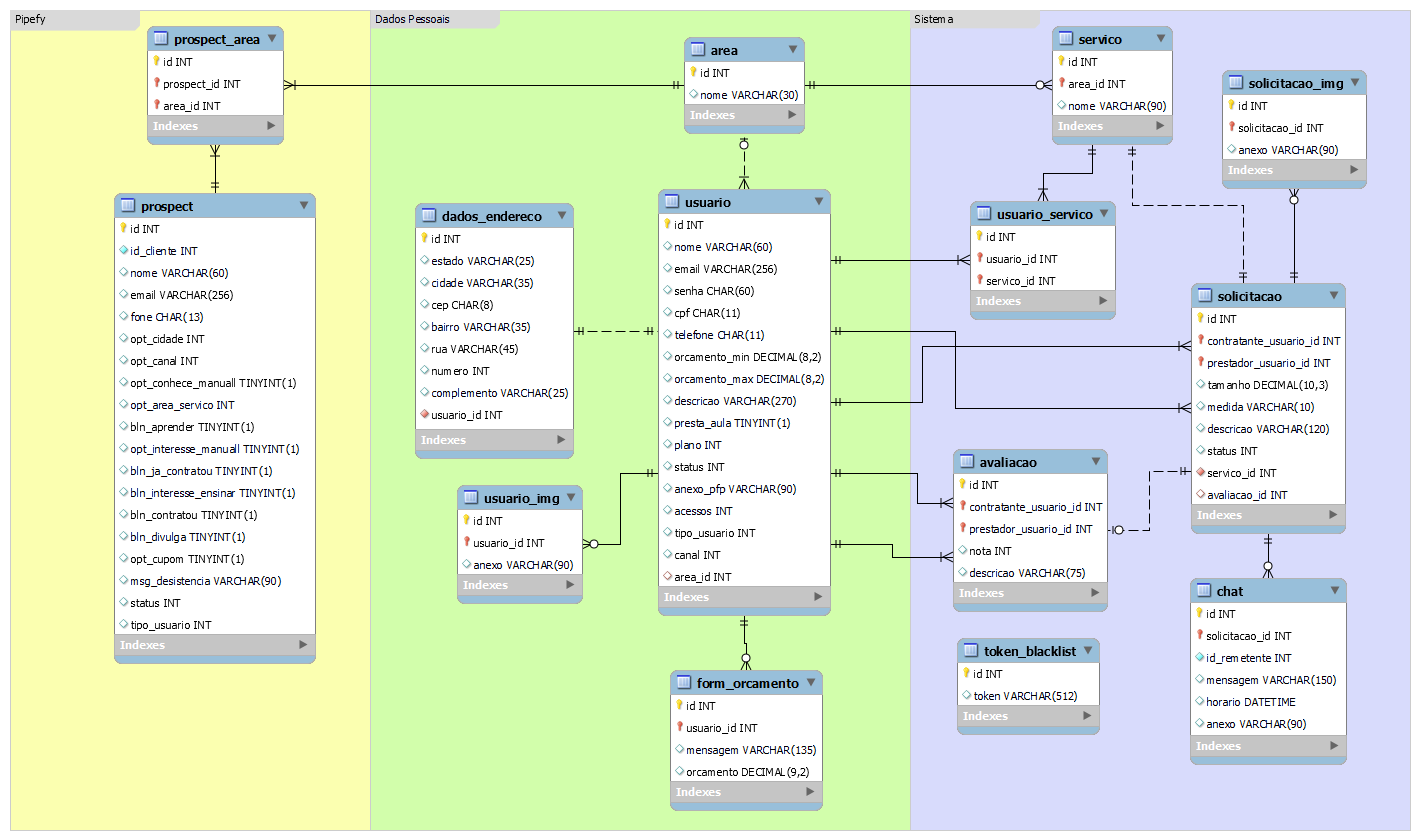 Pipefy
prospect_area
id INT
prospect_id INT
area_id INT
Indexes
prospect
id INT
id_cliente INT
nome VARCHAR(60)
email VARCHAR(256)
fone CHAR(13)
opt_cidade INT
opt_canal INT
opt_conhece_manuall TINYINT(1)
opt_area_servico INT
bln_aprender TINYINT(1)
opt_interesse_manuall TINYINT(1)
bln_ja_contratou TINYINT(1)
bln_interesse_ensinar TINYINT(1)
bln_contratou TINYINT(1)
bln_divulga TINYINT(1)
opt_cupom TINYINT(1)
msg_desistencia VARCHAR(90)
status INT
tipo_usuario INT
Indexes
Dados Pessoais
area
id INT
nome VARCHAR(30)
Indexes
dados_endereco
id INT
estado VARCHAR(25)
cidade VARCHAR(35)
cep CHAR(8)
bairro VARCHAR(35)
rua VARCHAR(45)
numero INT
complemento VARCHAR(25)
usuario_id INT
Indexes
usuario_img
id INT
usuario_id INT
anexo VARCHAR(90)
Indexes
usuario
id INT
nome VARCHAR(60)
email VARCHAR(256)
senha CHAR(60)
cpf CHAR(11)
telefone CHAR(11)
orcamento_min DECIMAL(8,2)
orcamento_max DECIMAL(8,2)
descricao VARCHAR(270)
presta_aula TINYINT(1)
plano INT
status INT
anexo_pfp VARCHAR(90)
acessos INT
tipo_usuario INT
canal INT
area_id INT
Indexes
form_orcamento
id INT
usuario_id INT
mensagem VARCHAR(135)
orcamento DECIMAL(9,2)
Indexes
Sistema
servico
id INT
area_id INT
nome VARCHAR(90)
Indexes
solicitacao_img
id INT
solicitacao_id INT
anexo VARCHAR(90)
Indexes
usuario_servico
id INT
usuario_id INT
servico_id INT
Indexes
solicitacao
id INT
contratante_usuario_id INT
prestador_usuario_id INT
tamanho DECIMAL(10,3)
medida VARCHAR(10)
descricao VARCHAR(120)
status INT
servico_id INT
avaliacao_id INT
Indexes
avaliacao
id INT
contratante_usuario_id INT
prestador_usuario_id INT
nota INT
descricao VARCHAR(75)
Indexes
token_blacklist
id INT
token VARCHAR(512)
Indexes
chat
id INT
solicitacao_id INT
id_remetente INT
mensagem VARCHAR(150)
horario DATETIME
anexo VARCHAR(90)
Indexes